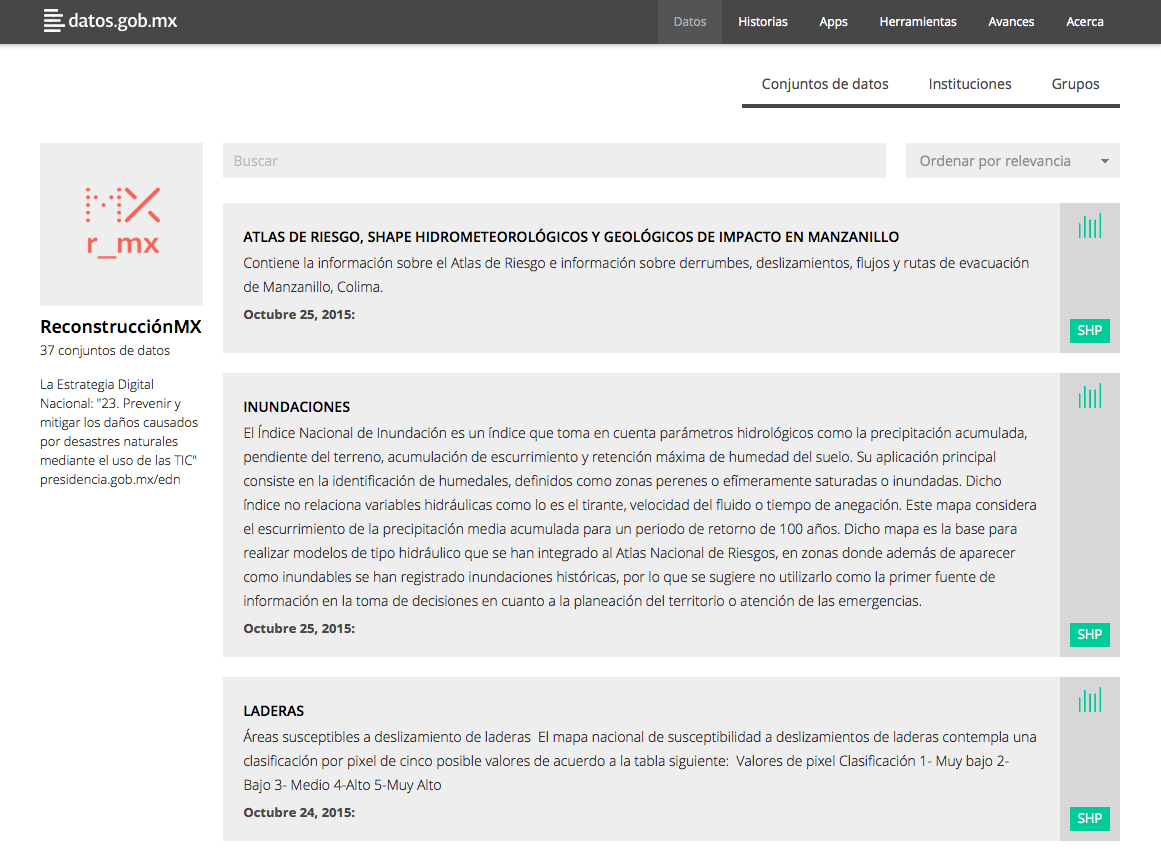 datos.gob.mx
Datos
Historias
Apps
Herramientas
Avances
Acerca
Conjuntos de datos
Instituciones
Grupos
MX
r_mx
ReconstrucciónMX
37 conjuntos de datos
La Estrategia Digital
Nacional: "23. Prevenir y
mitigar los daños causados
por desastres naturales
mediante el uso de las TIC"
presidencia.gob.mx/edn
Buscar
Ordenar por relevancia
ATLAS DE RIESGO, SHAPE HIDROMETEOROLÓGICOS Y GEOLÓGICOS DE IMPACTO EN MANZANILLO
Contiene la información sobre el Atlas de Riesgo e información sobre derrumbes, deslizamientos, flujos y rutas de evacuación
de Manzanillo, Colima.
Octubre 25, 2015:
SHP
INUNDACIONES
El Índice Nacional de Inundación es un índice que toma en cuenta parámetros hidrológicos como la precipitación acumulada,
pendiente del terreno, acumulación de escurrimiento y retención máxima de humedad del suelo. Su aplicación principal
consiste en la identificación de humedales, definidos como zonas perenes o efímeramente saturadas o inundadas. Dicho
índice no relaciona variables hidráulicas como lo es el tirante, velocidad del fluido o tiempo de anegación. Este mapa considera
el escurrimiento de la precipitación media acumulada para un periodo de retorno de 100 años. Dicho mapa es la base para
realizar modelos de tipo hidráulico que se han integrado al Atlas Nacional de Riesgos, en zonas donde además de aparecer
como inundables se han registrado inundaciones históricas, por lo que se sugiere no utilizarlo como la primer fuente de
información en la toma de decisiones en cuanto a la planeación del territorio o atención de las emergencias.
Octubre 25, 2015:
SHP
LADERAS
Áreas susceptibles a deslizamiento de laderas  El mapa nacional de susceptibilidad a deslizamientos de laderas contempla una
clasificación por pixel de cinco posible valores de acuerdo a la tabla siguiente:  Valores de pixel Clasificación 1- Muy bajo 2-
Bajo 3- Medio 4-Alto 5-Muy Alto
Octubre 24, 2015:
SHP